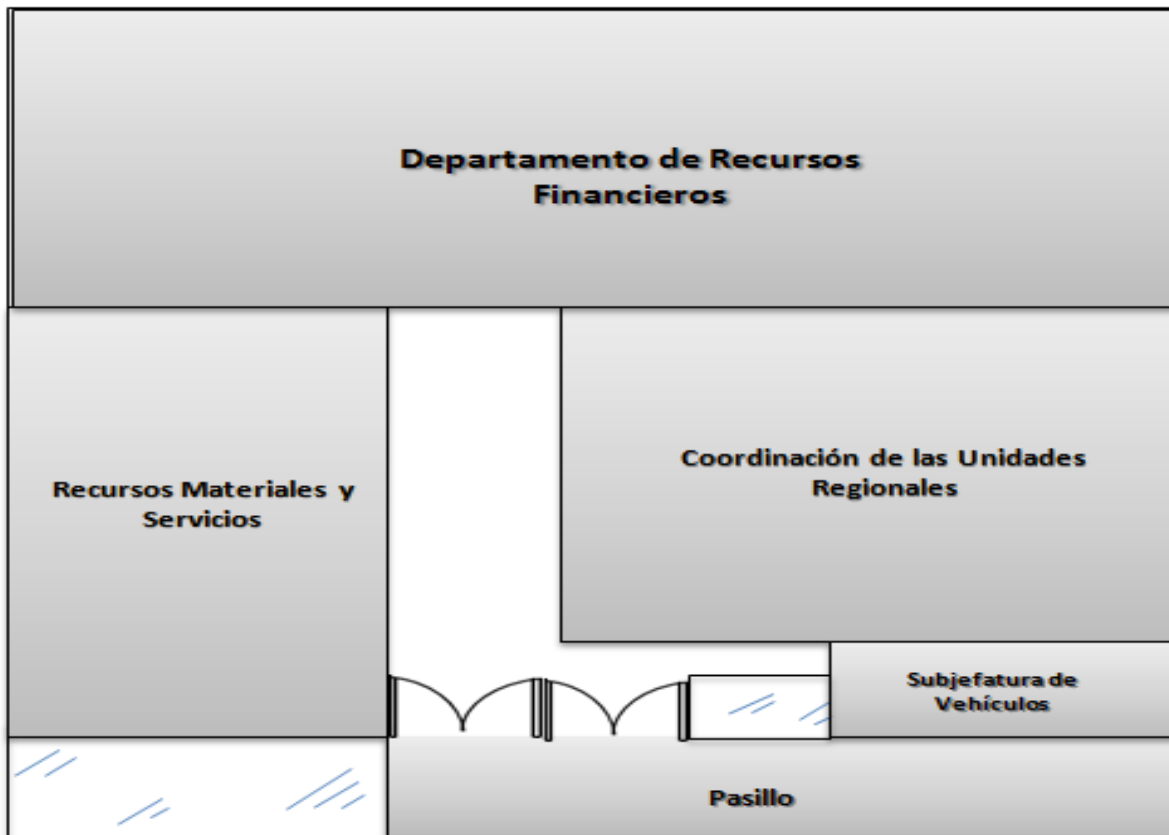 Departamento de Recursos
Financieros
Recursos Materiales y
Servicios
Coordinación de las Unidades
Regionales
Subjefatura de
Vehículos
Pasillo